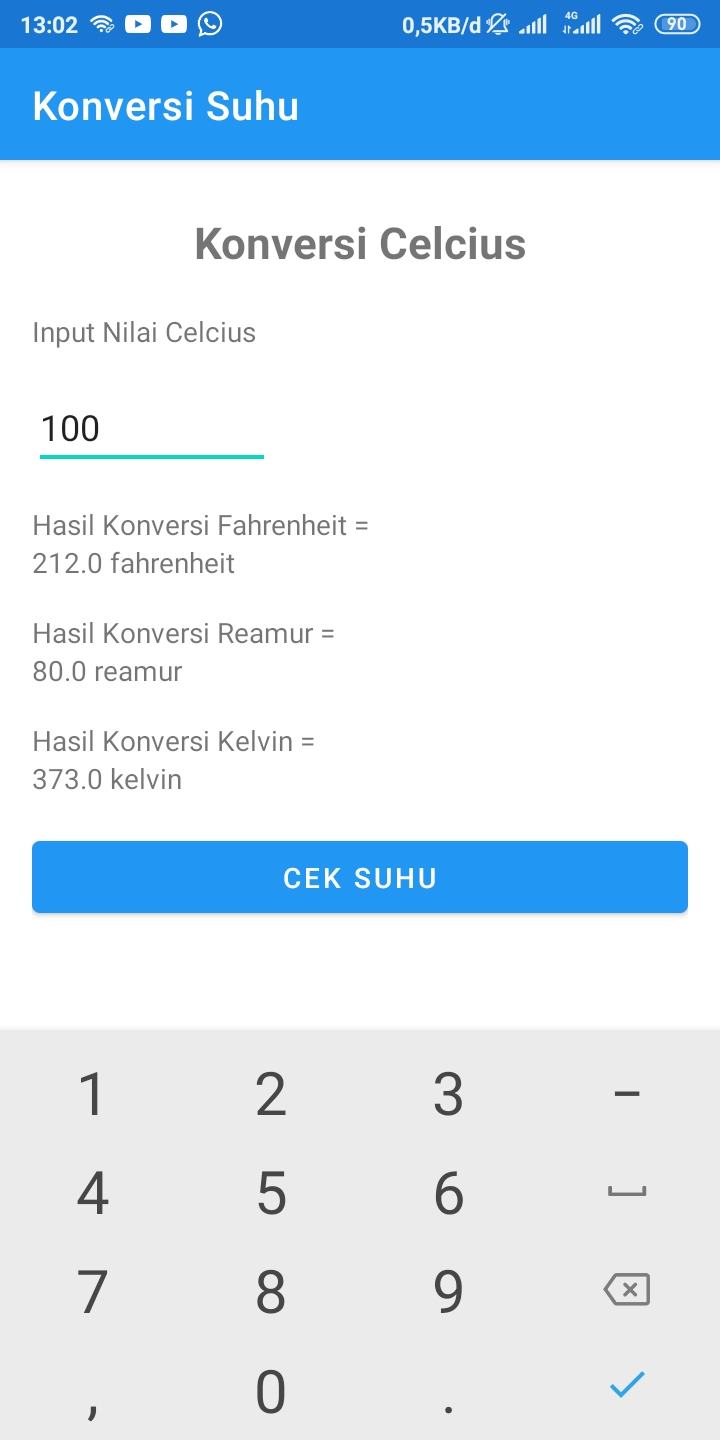 13:02 0,5KB/d 4G 90
Konversi Suhu
Konversi Celcius
Input Nilai Celcius
100
Hasil Konversi Fahrenheit =
212.0 fahrenheit
Hasil Konversi Reamur =
80.0 reamur
Hasil Konversi Kelvin =
373.0 kelvin
CEK SUHU
1 2 3 –
4 5 6
7 8 9
, 0 .